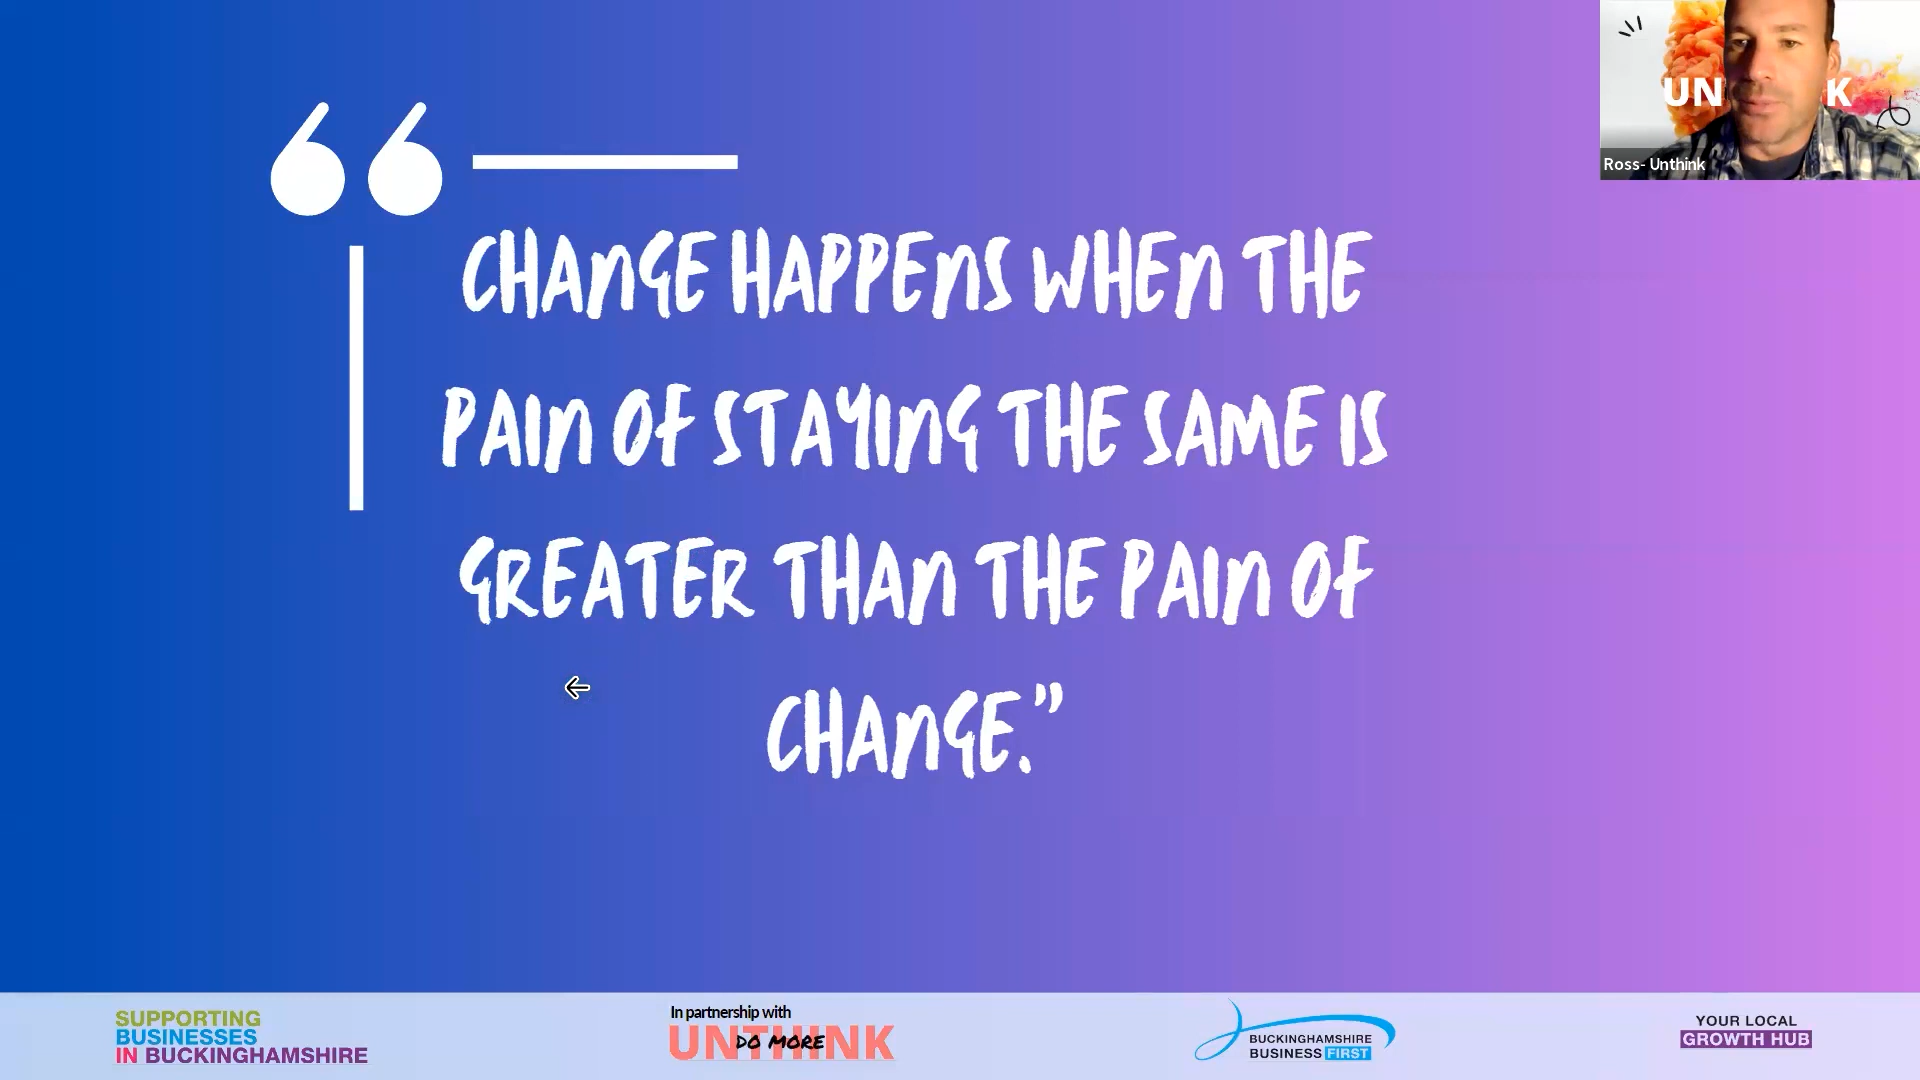 UN K
Ross- Unthink
“
CHANGE HAPPENS WHEN THE
PAIN OF STAYING THE SAME IS
GREATER THAN THE PAIN OF
CHANGE.”
SUPPORTING
BUSINESSES
IN BUCKINGHAMSHIRE
In partnership with
UNTHINK
DO MORE
BUCKINGHAMSHIRE
BUSINESS FIRST
YOUR LOCAL
GROWTH HUB